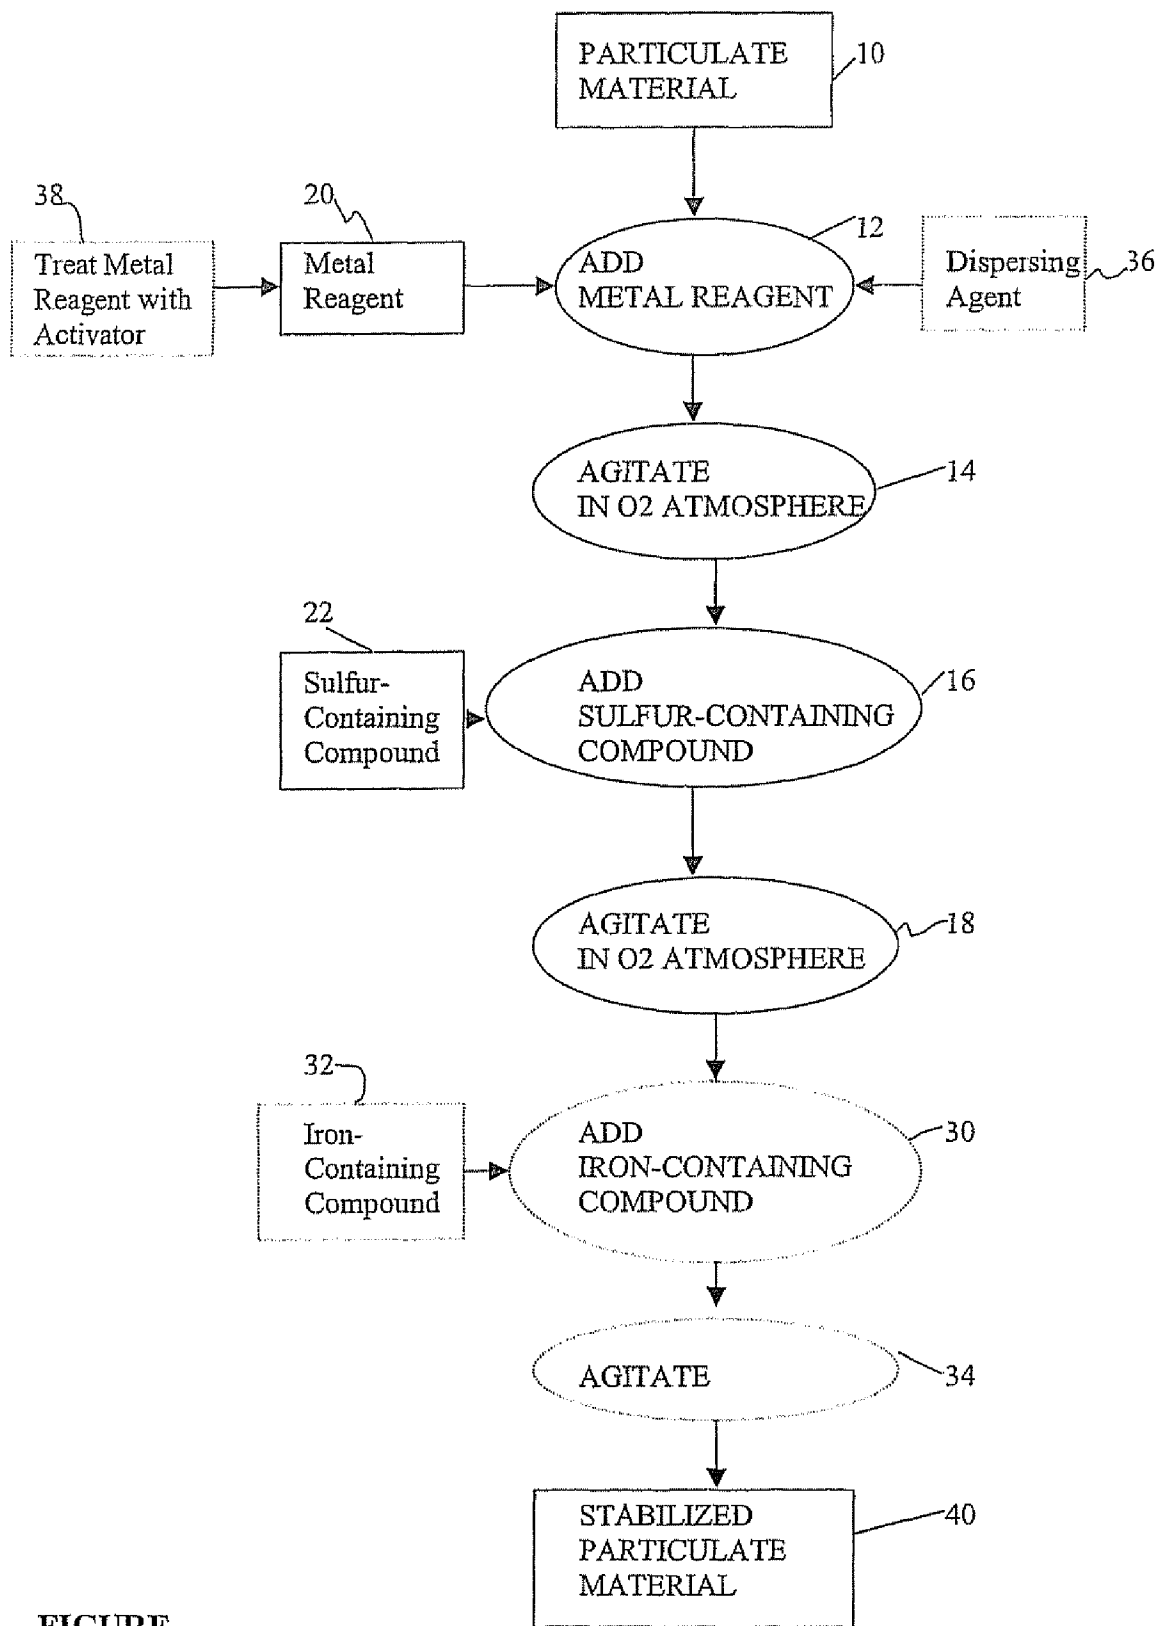 PARTICULATE
MATERIAL
10
38
20
12
Treat Metal
Reagent with
Activator
Metal
Reagent
ADD
METAL REAGENT
Dispersing
Agent
36
AGITATE
IN O2 ATMOSPHERE
14
22
Sulfur-
Containing
Compound
ADD
SULFUR-CONTAINING
COMPOUND
16
AGITATE
IN O2 ATMOSPHERE
18
32
Iron-
Containing
Compound
ADD
IRON-CONTAINING
COMPOUND
30
AGITATE
34
STABILIZED
PARTICULATE
MATERIAL
40
FIGURE